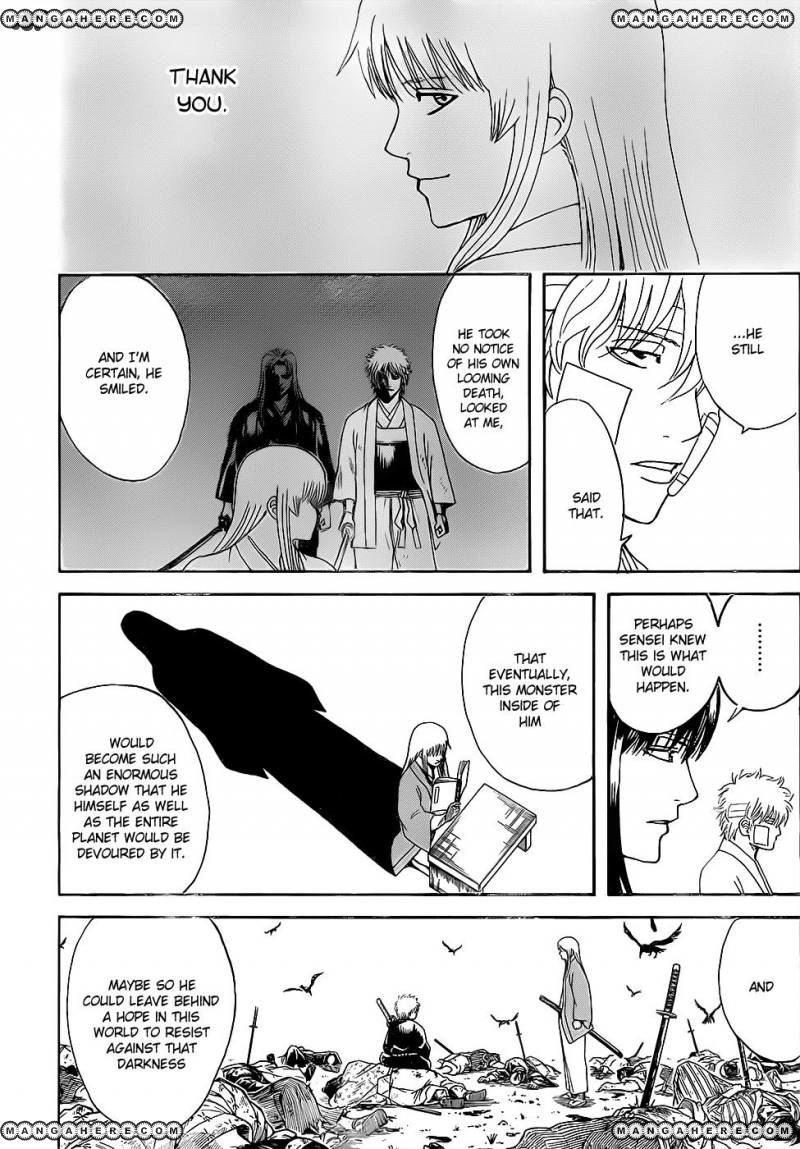 MANGAHERE.COM
MANGAHERE.COM
THANK
YOU.
...HE
STILL
SAID
THAT.
HE TOOK
NO NOTICE
OF HIS OWN
LOOMING
DEATH,
LOOKED
AT ME,
AND I'M
CERTAIN, HE
SMILED.
........
PERHAPS
SENSEI KNEW
THIS IS WHAT
WOULD
HAPPEN.
THAT
EVENTUALLY,
THIS MONSTER
INSIDE OF
HIM
WOULD
BECOME SUCH
AN ENORMOUS
SHADOW THAT HE
HIMSELF AS WELL
AS THE ENTIRE
PLANET WOULD BE
DEVOURED BY IT.
AND
MAYBE SO HE
COULD LEAVE BEHIND
A HOPE IN THIS
WORLD TO RESIST
AGAINST THAT
DARKNESS
MANGAHERE.COM
MANGAHERE.COM